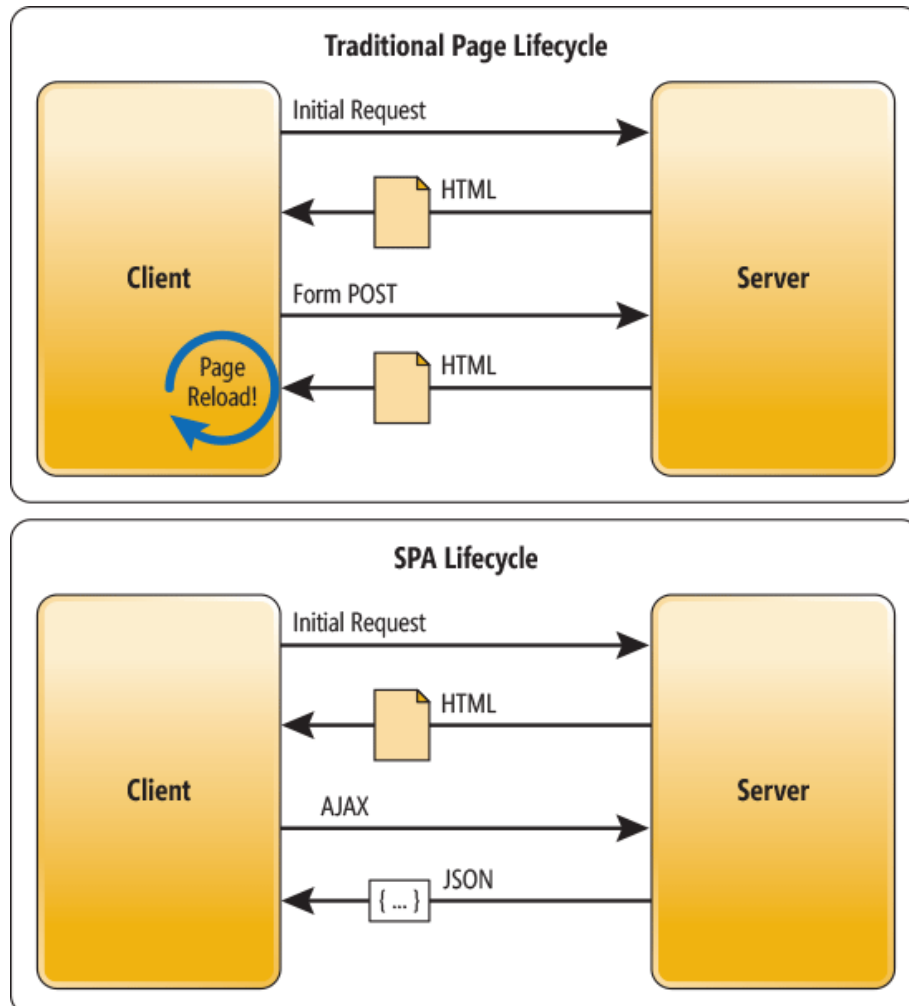 Traditional Page Lifecycle
Initial Request
HTML
Client
Server
Form POST
Page
Reload!
HTML
SPA Lifecycle
Initial Request
HTML
Client
Server
AJAX
JSON
{ ... }